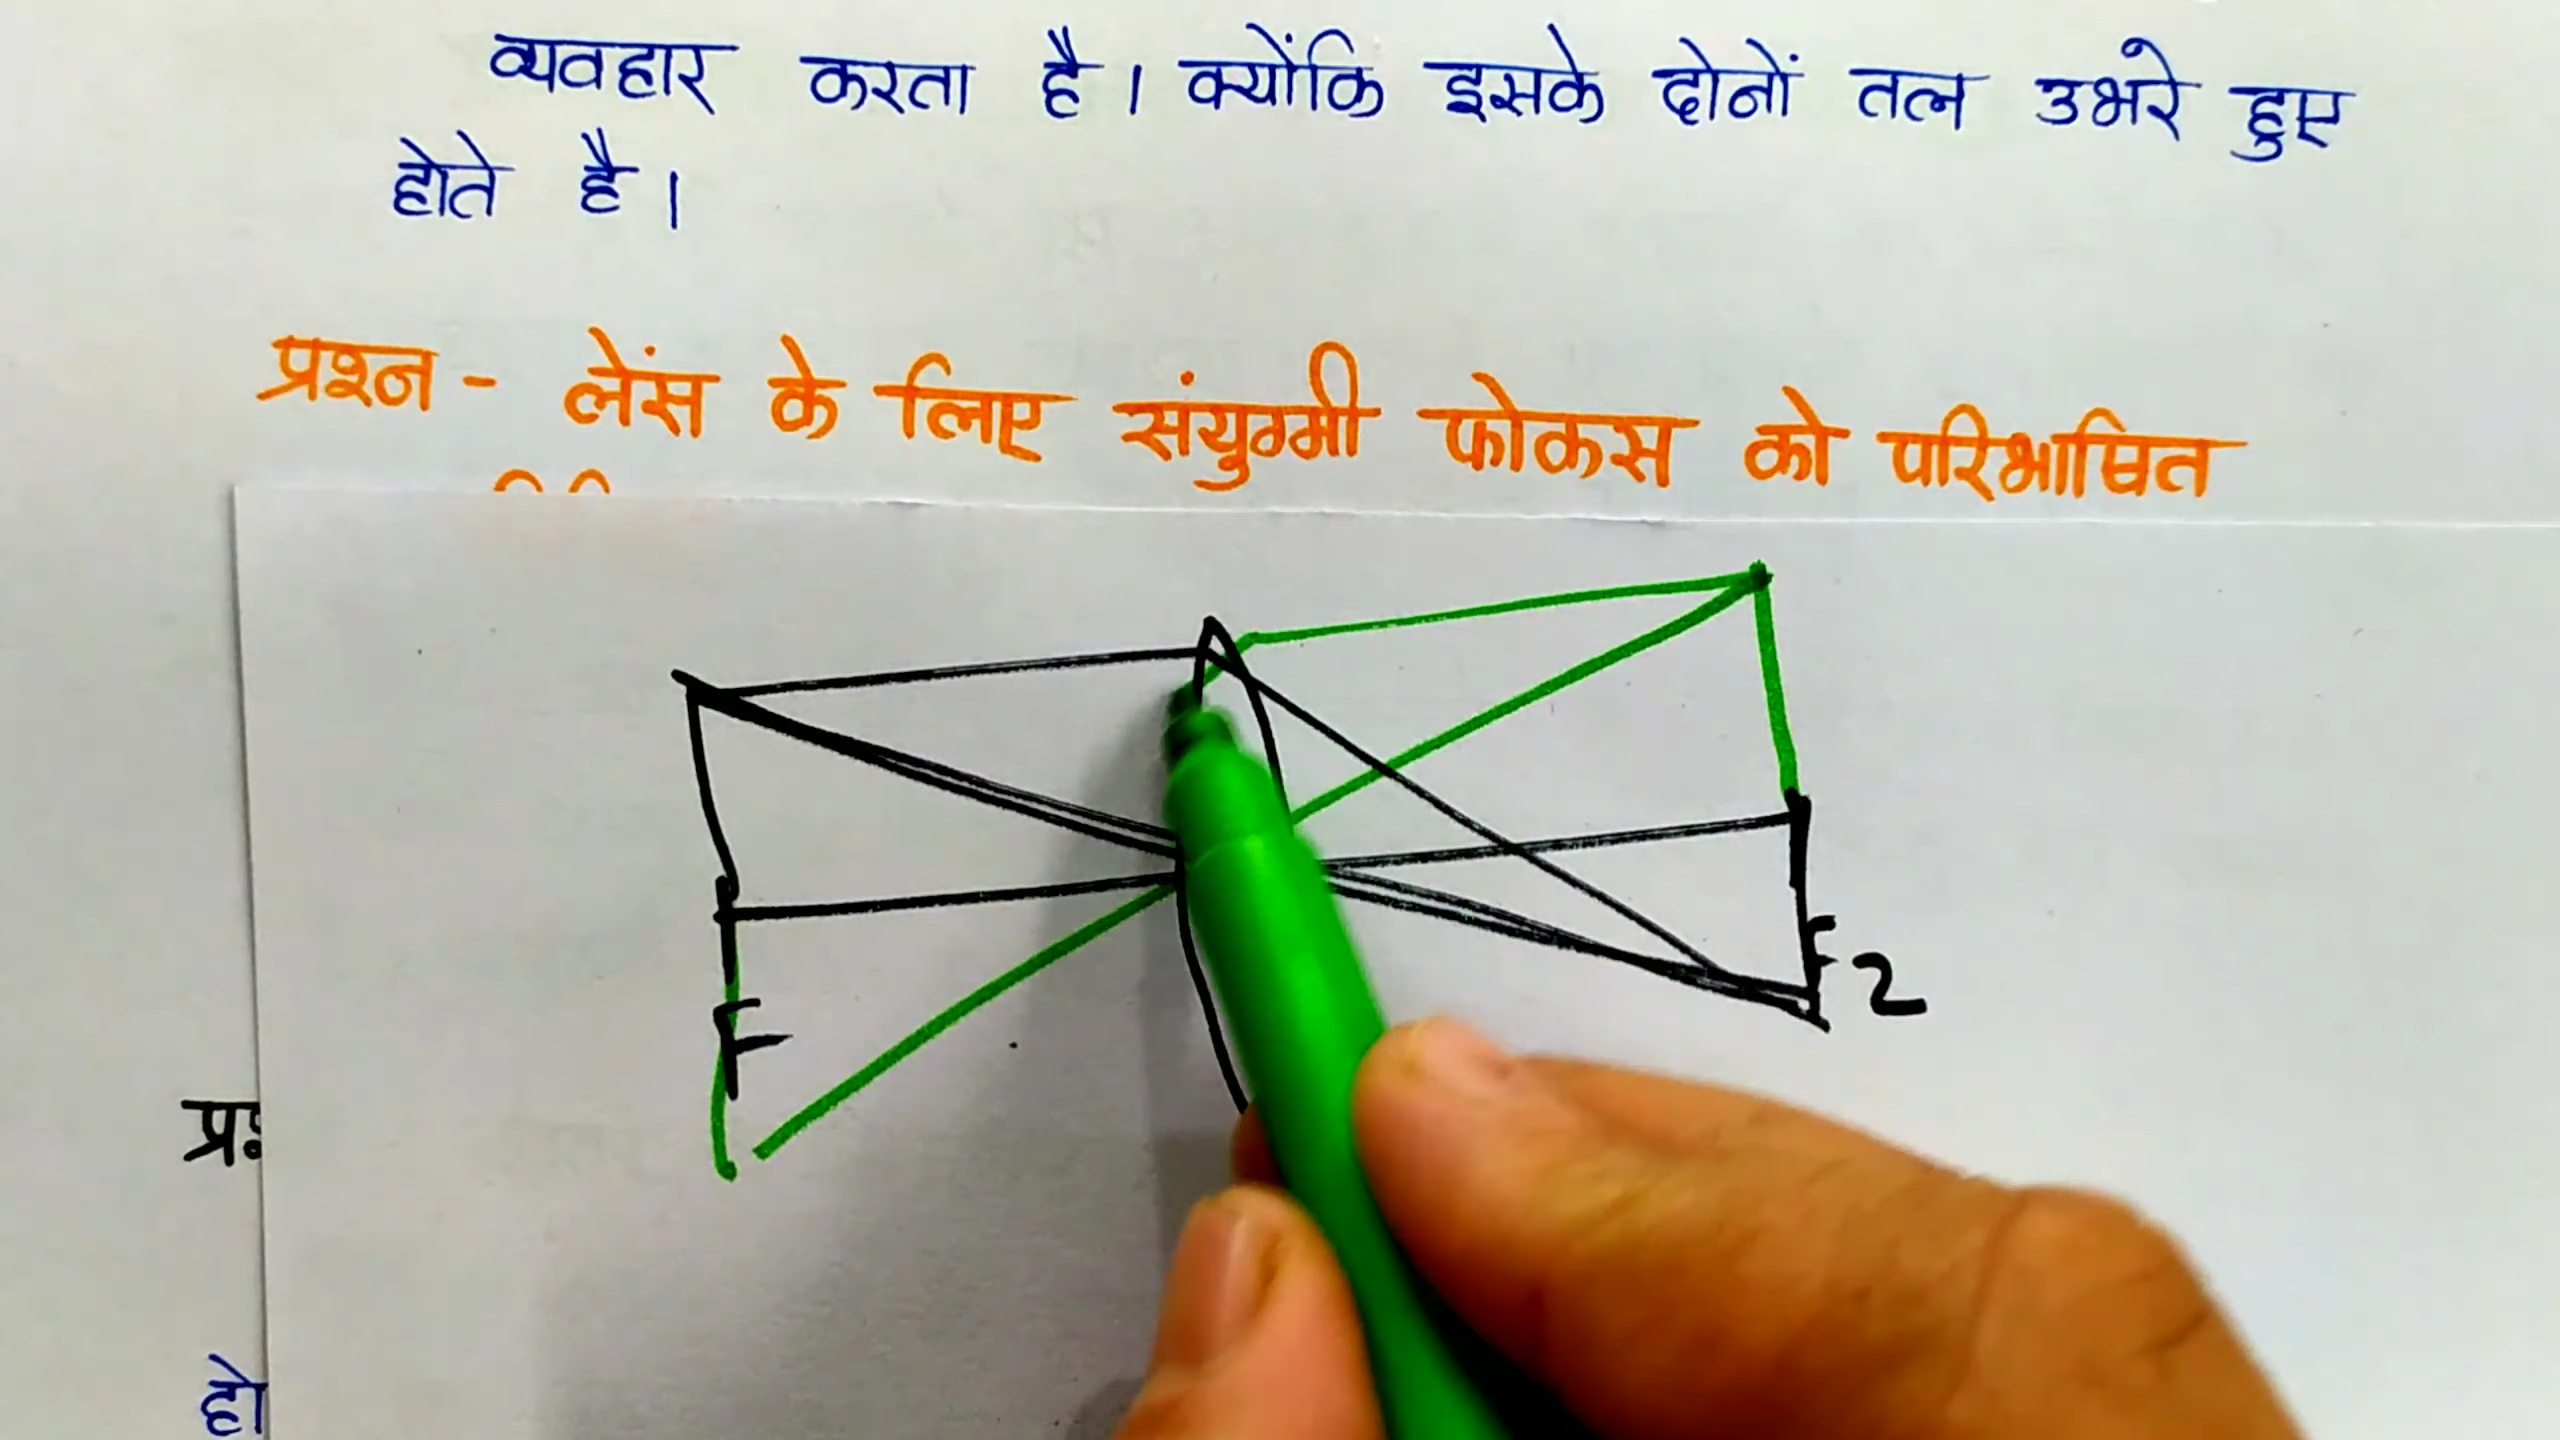 व्यवहार करता है। क्योंकि इसके दोनों तल उभरे हुए
होते है।
प्रश्न - लेंस के लिए संयुग्मी फोकस को परिभाषित
F
F2
हो